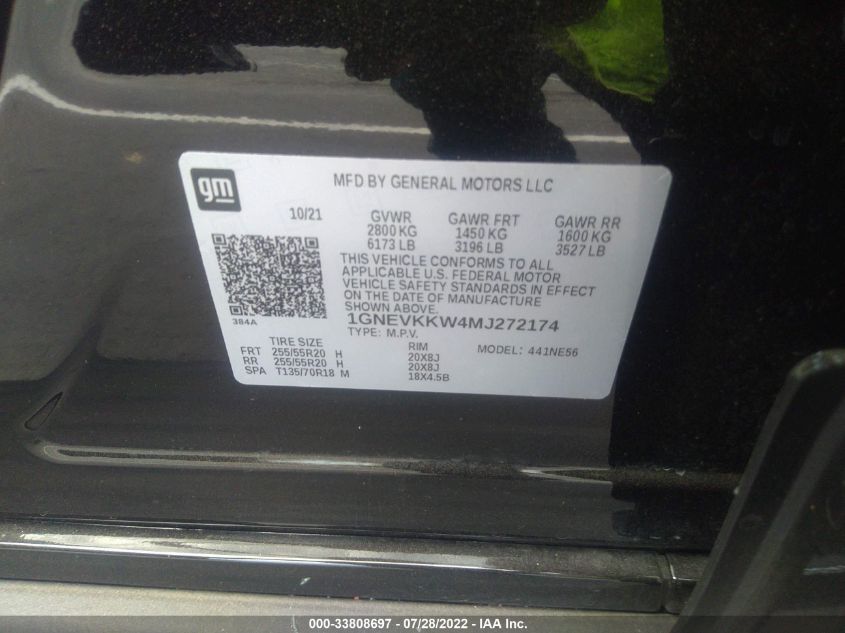 gm
MFD BY GENERAL MOTORS LLC
10/21 GVWR GAWR FRT GAWR RR
2800 KG 1450 KG 1600 KG
6173 LB 3196 LB 3527 LB
THIS VEHICLE CONFORMS TO ALL
APPLICABLE U.S. FEDERAL MOTOR
VEHICLE SAFETY STANDARDS IN EFFECT
ON THE DATE OF MANUFACTURE
SHOWN ABOVE.
384A
1GNEVKKW4MJ272174
TYPE: M.P.V.
TIRE SIZE RIM MODEL: 441NE56
FRT 255/55R20 H 20X8J
RR 255/55R20 H 20X8J
SPA T135/70R18 M 18X4.5B
000-33808697 / 07/28/2022 - IAA Inc.